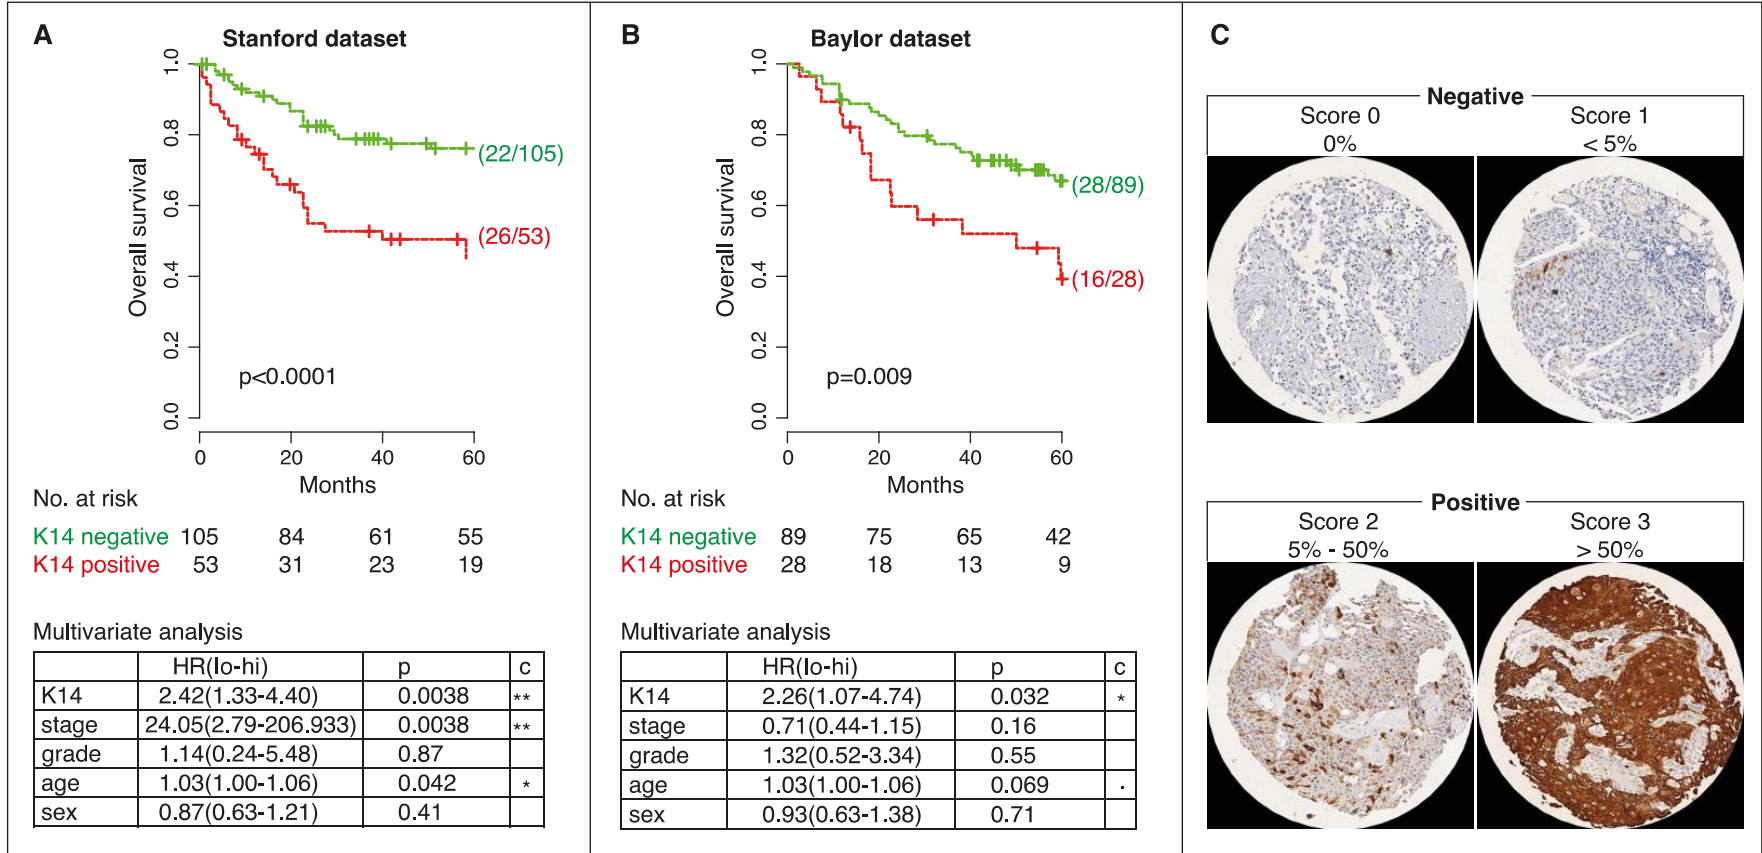 A
Stanford dataset
Overall survival
1.0
0.8
0.6
0.4
0.2
0.0
(22/105)
(26/53)
p<0.0001
0 20 40 60
Months
No. at risk
K14 negative 105 84 61 55
K14 positive 53 31 23 19
Multivariate analysis
HR(lo-hi) p c
K14 2.42(1.33-4.40) 0.0038 **
stage 24.05(2.79-206.933) 0.0038 **
grade 1.14(0.24-5.48) 0.87
age 1.03(1.00-1.06) 0.042 *
sex 0.87(0.63-1.21) 0.41
B
Baylor dataset
Overall survival
1.0
0.8
0.6
0.4
0.2
0.0
(28/89)
(16/28)
p=0.009
0 20 40 60
Months
No. at risk
K14 negative 89 75 65 42
K14 positive 28 18 13 9
Multivariate analysis
HR(lo-hi) p c
K14 2.26(1.07-4.74) 0.032 *
stage 0.71(0.44-1.15) 0.16
grade 1.32(0.52-3.34) 0.55
age 1.03(1.00-1.06) 0.069 .
sex 0.93(0.63-1.38) 0.71
C
Negative
Score 0 Score 1
0% < 5%
Positive
Score 2 Score 3
5% - 50% > 50%